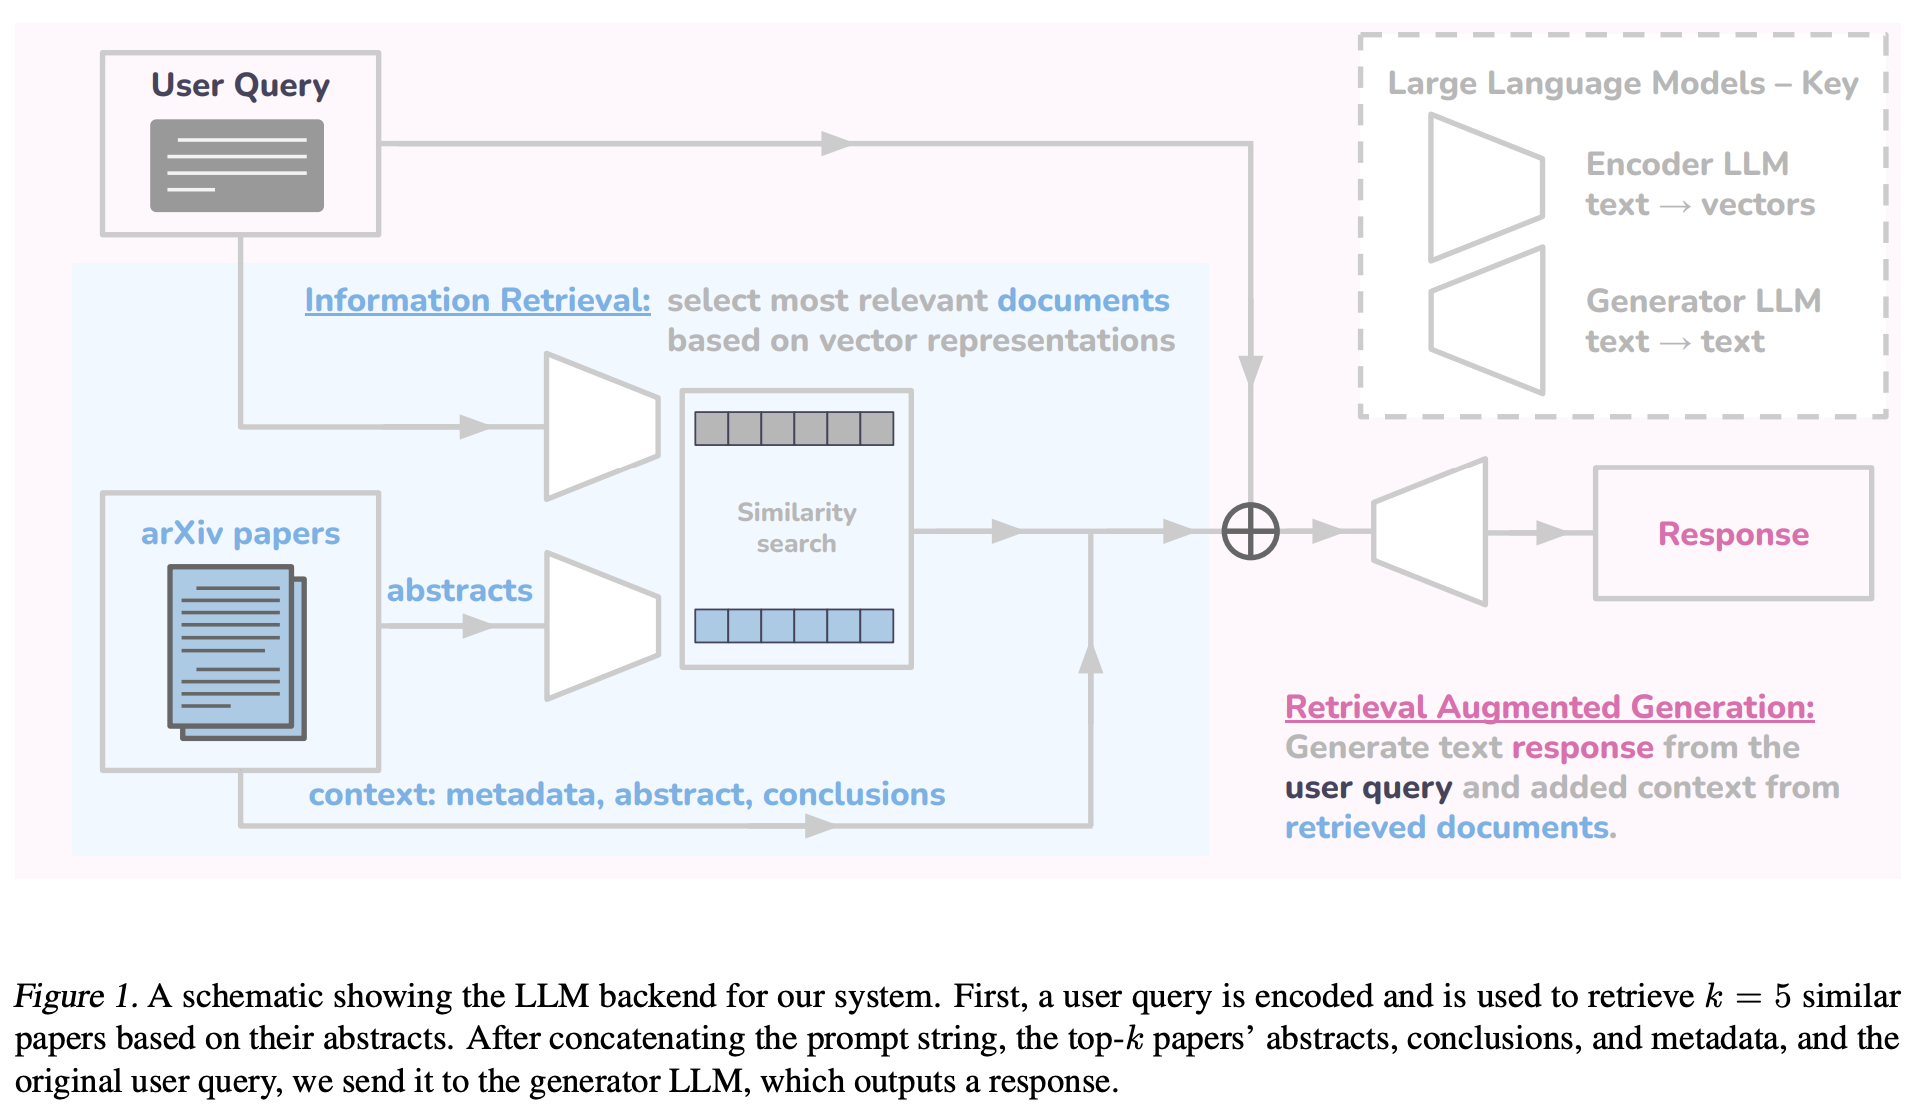 User Query
Large Language Models – Key
Encoder LLM
text → vectors
Generator LLM
text → text
Information Retrieval: select most relevant documents
based on vector representations
Similarity
search
arXiv papers
abstracts
context: metadata, abstract, conclusions
Response
Retrieval Augmented Generation:
Generate text response from the
user query and added context from
retrieved documents.
Figure 1. A schematic showing the LLM backend for our system. First, a user query is encoded and is used to retrieve k = 5 similar
papers based on their abstracts. After concatenating the prompt string, the top-k papers’ abstracts, conclusions, and metadata, and the
original user query, we send it to the generator LLM, which outputs a response.